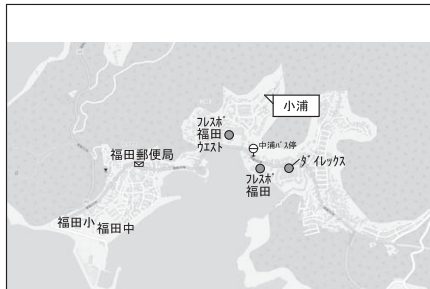 小浦
フレスポ
福田
ウエスト
中浦バス停
福田郵便局
ダイレックス
フレスポ
福田
福田小
福田中